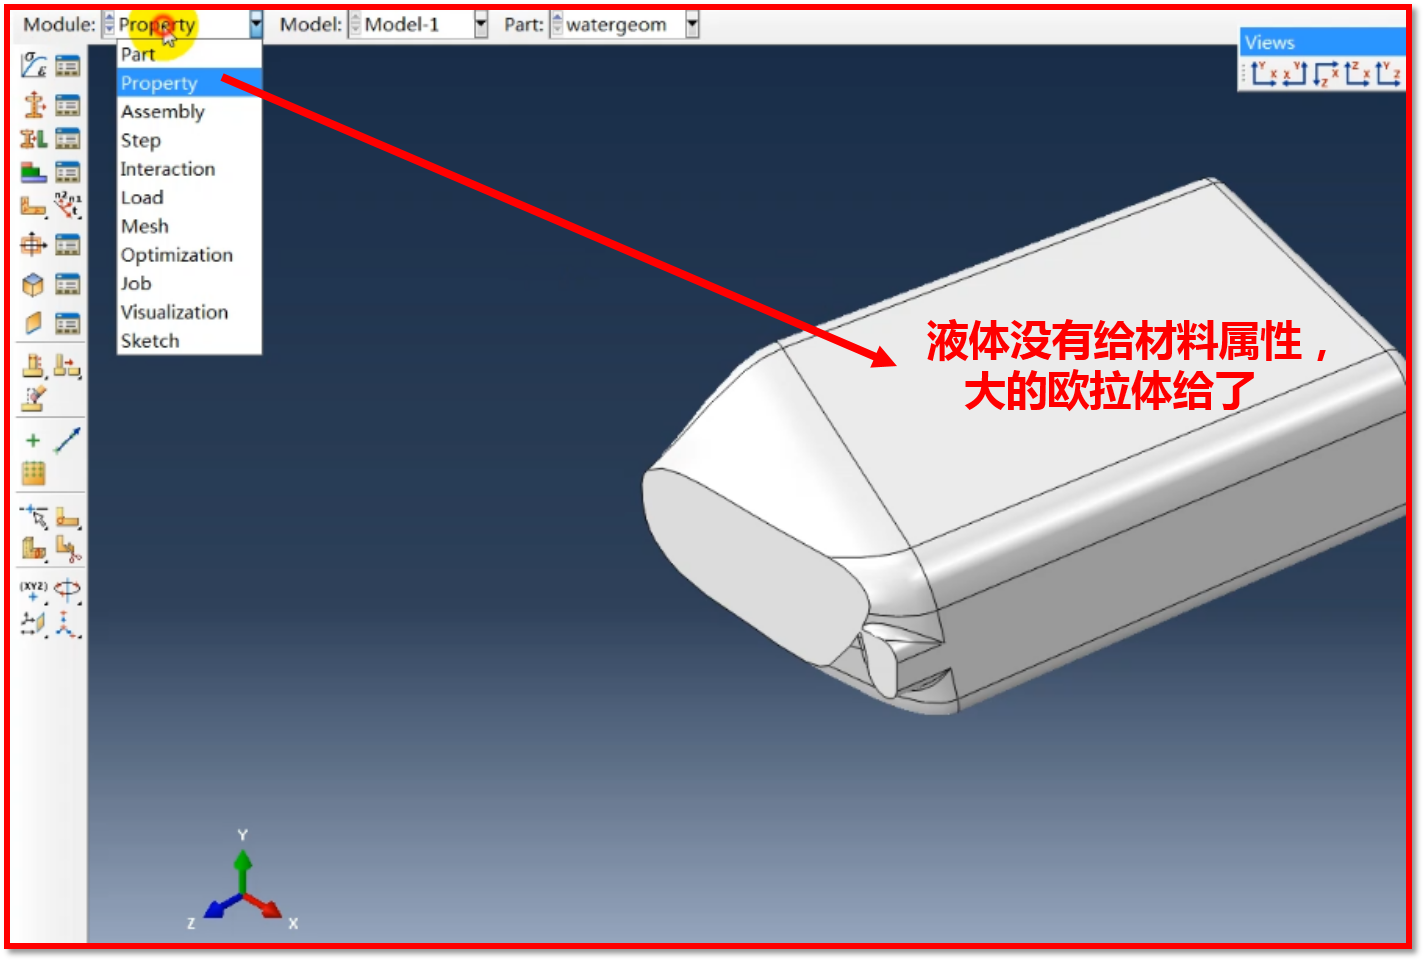 Module: Property Model: Model-1 Part: watergeom
Views
Part
Property
Assembly
Step
Interaction
Load
Mesh
Optimization
Job
Visualization
Sketch
液体没有给材料属性，
大的欧拉体给了
(XYZ)
Y
Z X